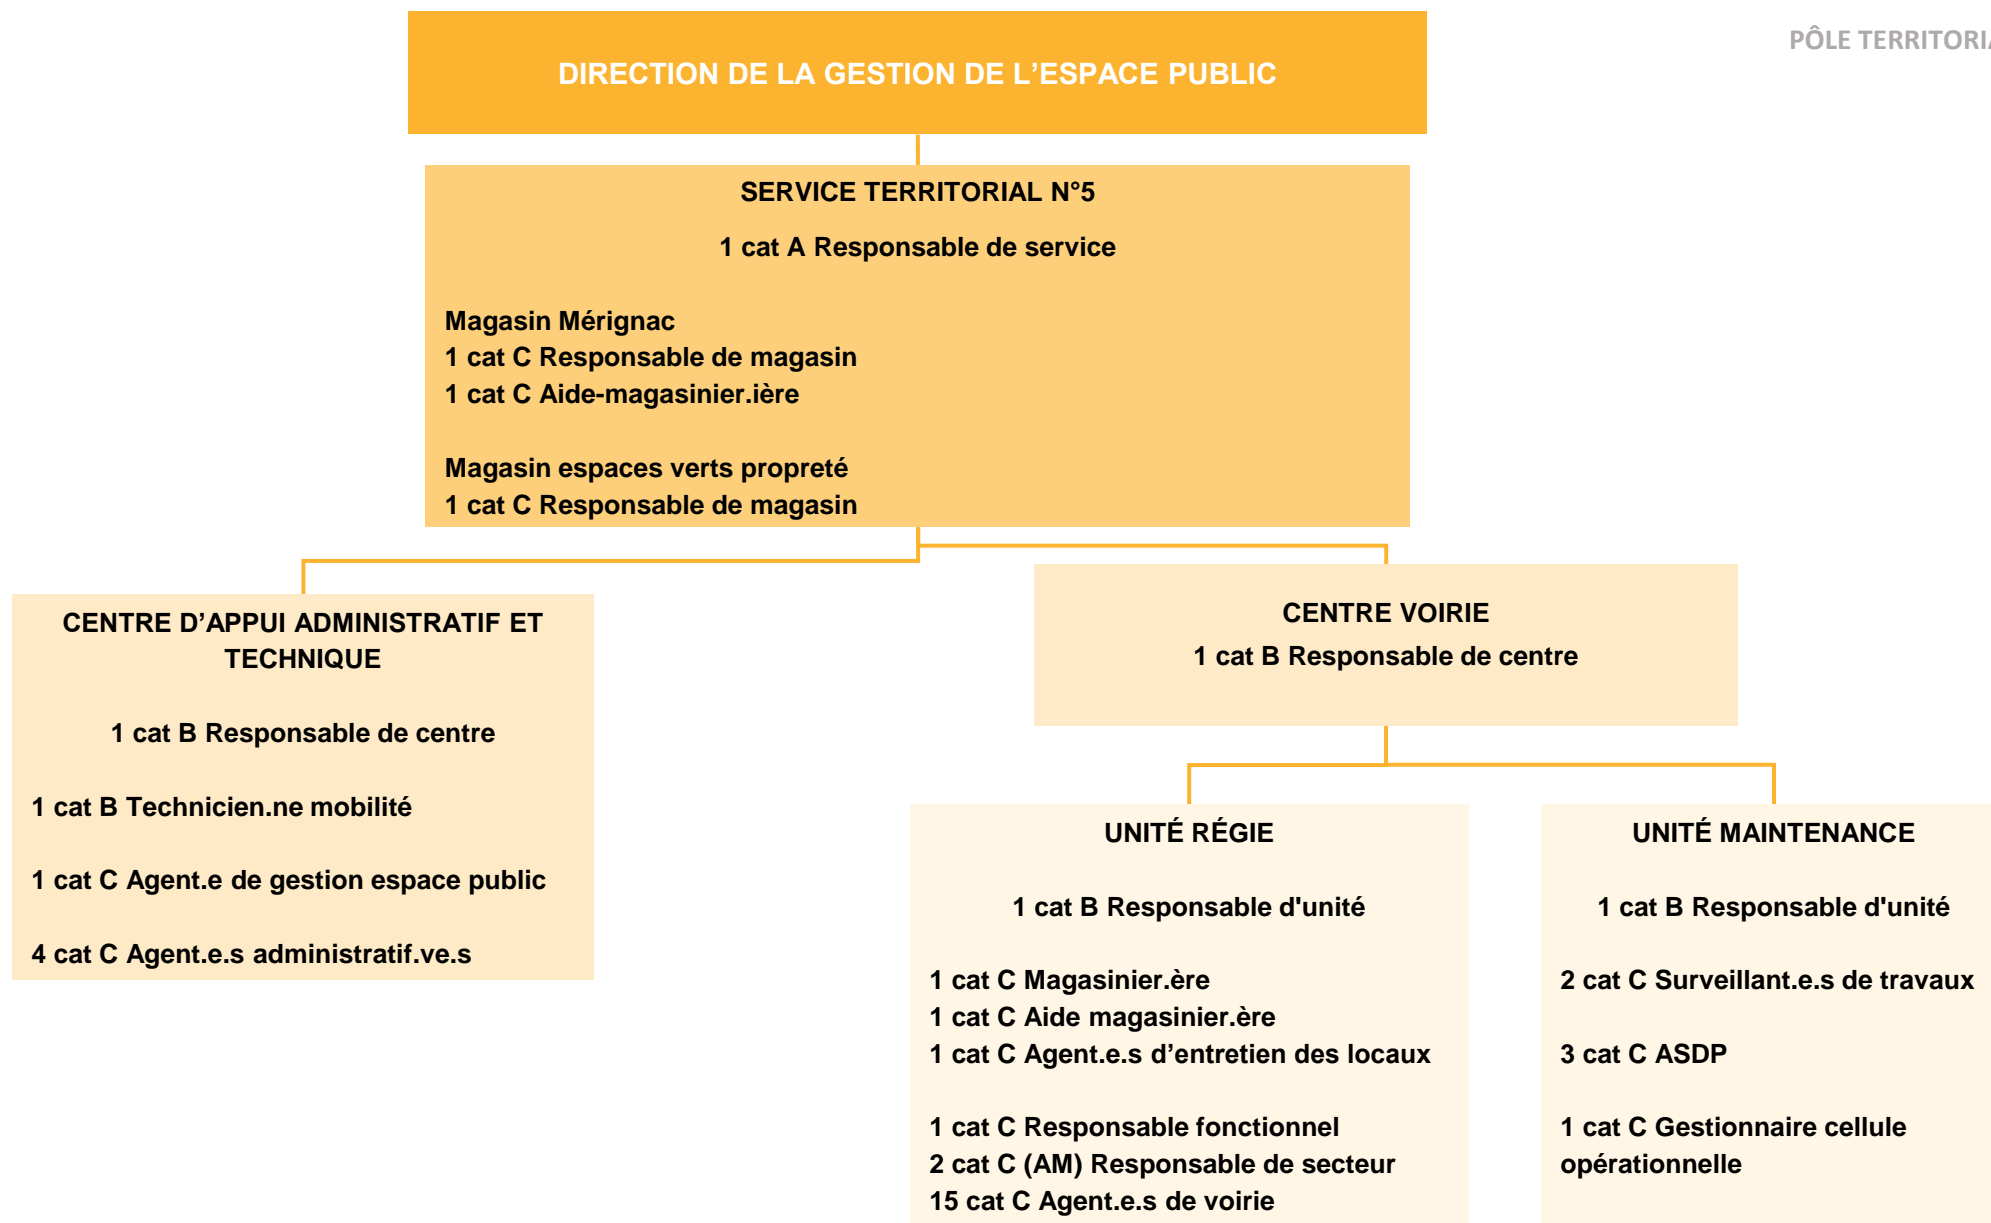 PÔLE TERRITORIA
DIRECTION DE LA GESTION DE L'ESPACE PUBLIC
SERVICE TERRITORIAL N°5
1 cat A Responsable de service
Magasin Mérignac
1 cat C Responsable de magasin
1 cat C Aide-magasinier.ière
Magasin espaces verts propreté
1 cat C Responsable de magasin
CENTRE D'APPUI ADMINISTRATIF ET
TECHNIQUE
1 cat B Responsable de centre
1 cat B Technicien.ne mobilité
1 cat C Agent.e de gestion espace public
4 cat C Agent.e.s administratif.ve.s
CENTRE VOIRIE
1 cat B Responsable de centre
UNITÉ RÉGIE
1 cat B Responsable d'unité
1 cat C Magasinier.ère
1 cat C Aide magasinier.ère
1 cat C Agent.e.s d'entretien des locaux
1 cat C Responsable fonctionnel
2 cat C (AM) Responsable de secteur
15 cat C Agent.e.s de voirie
UNITÉ MAINTENANCE
1 cat B Responsable d'unité
2 cat C Surveillant.e.s de travaux
3 cat C ASDP
1 cat C Gestionnaire cellule
opérationnelle